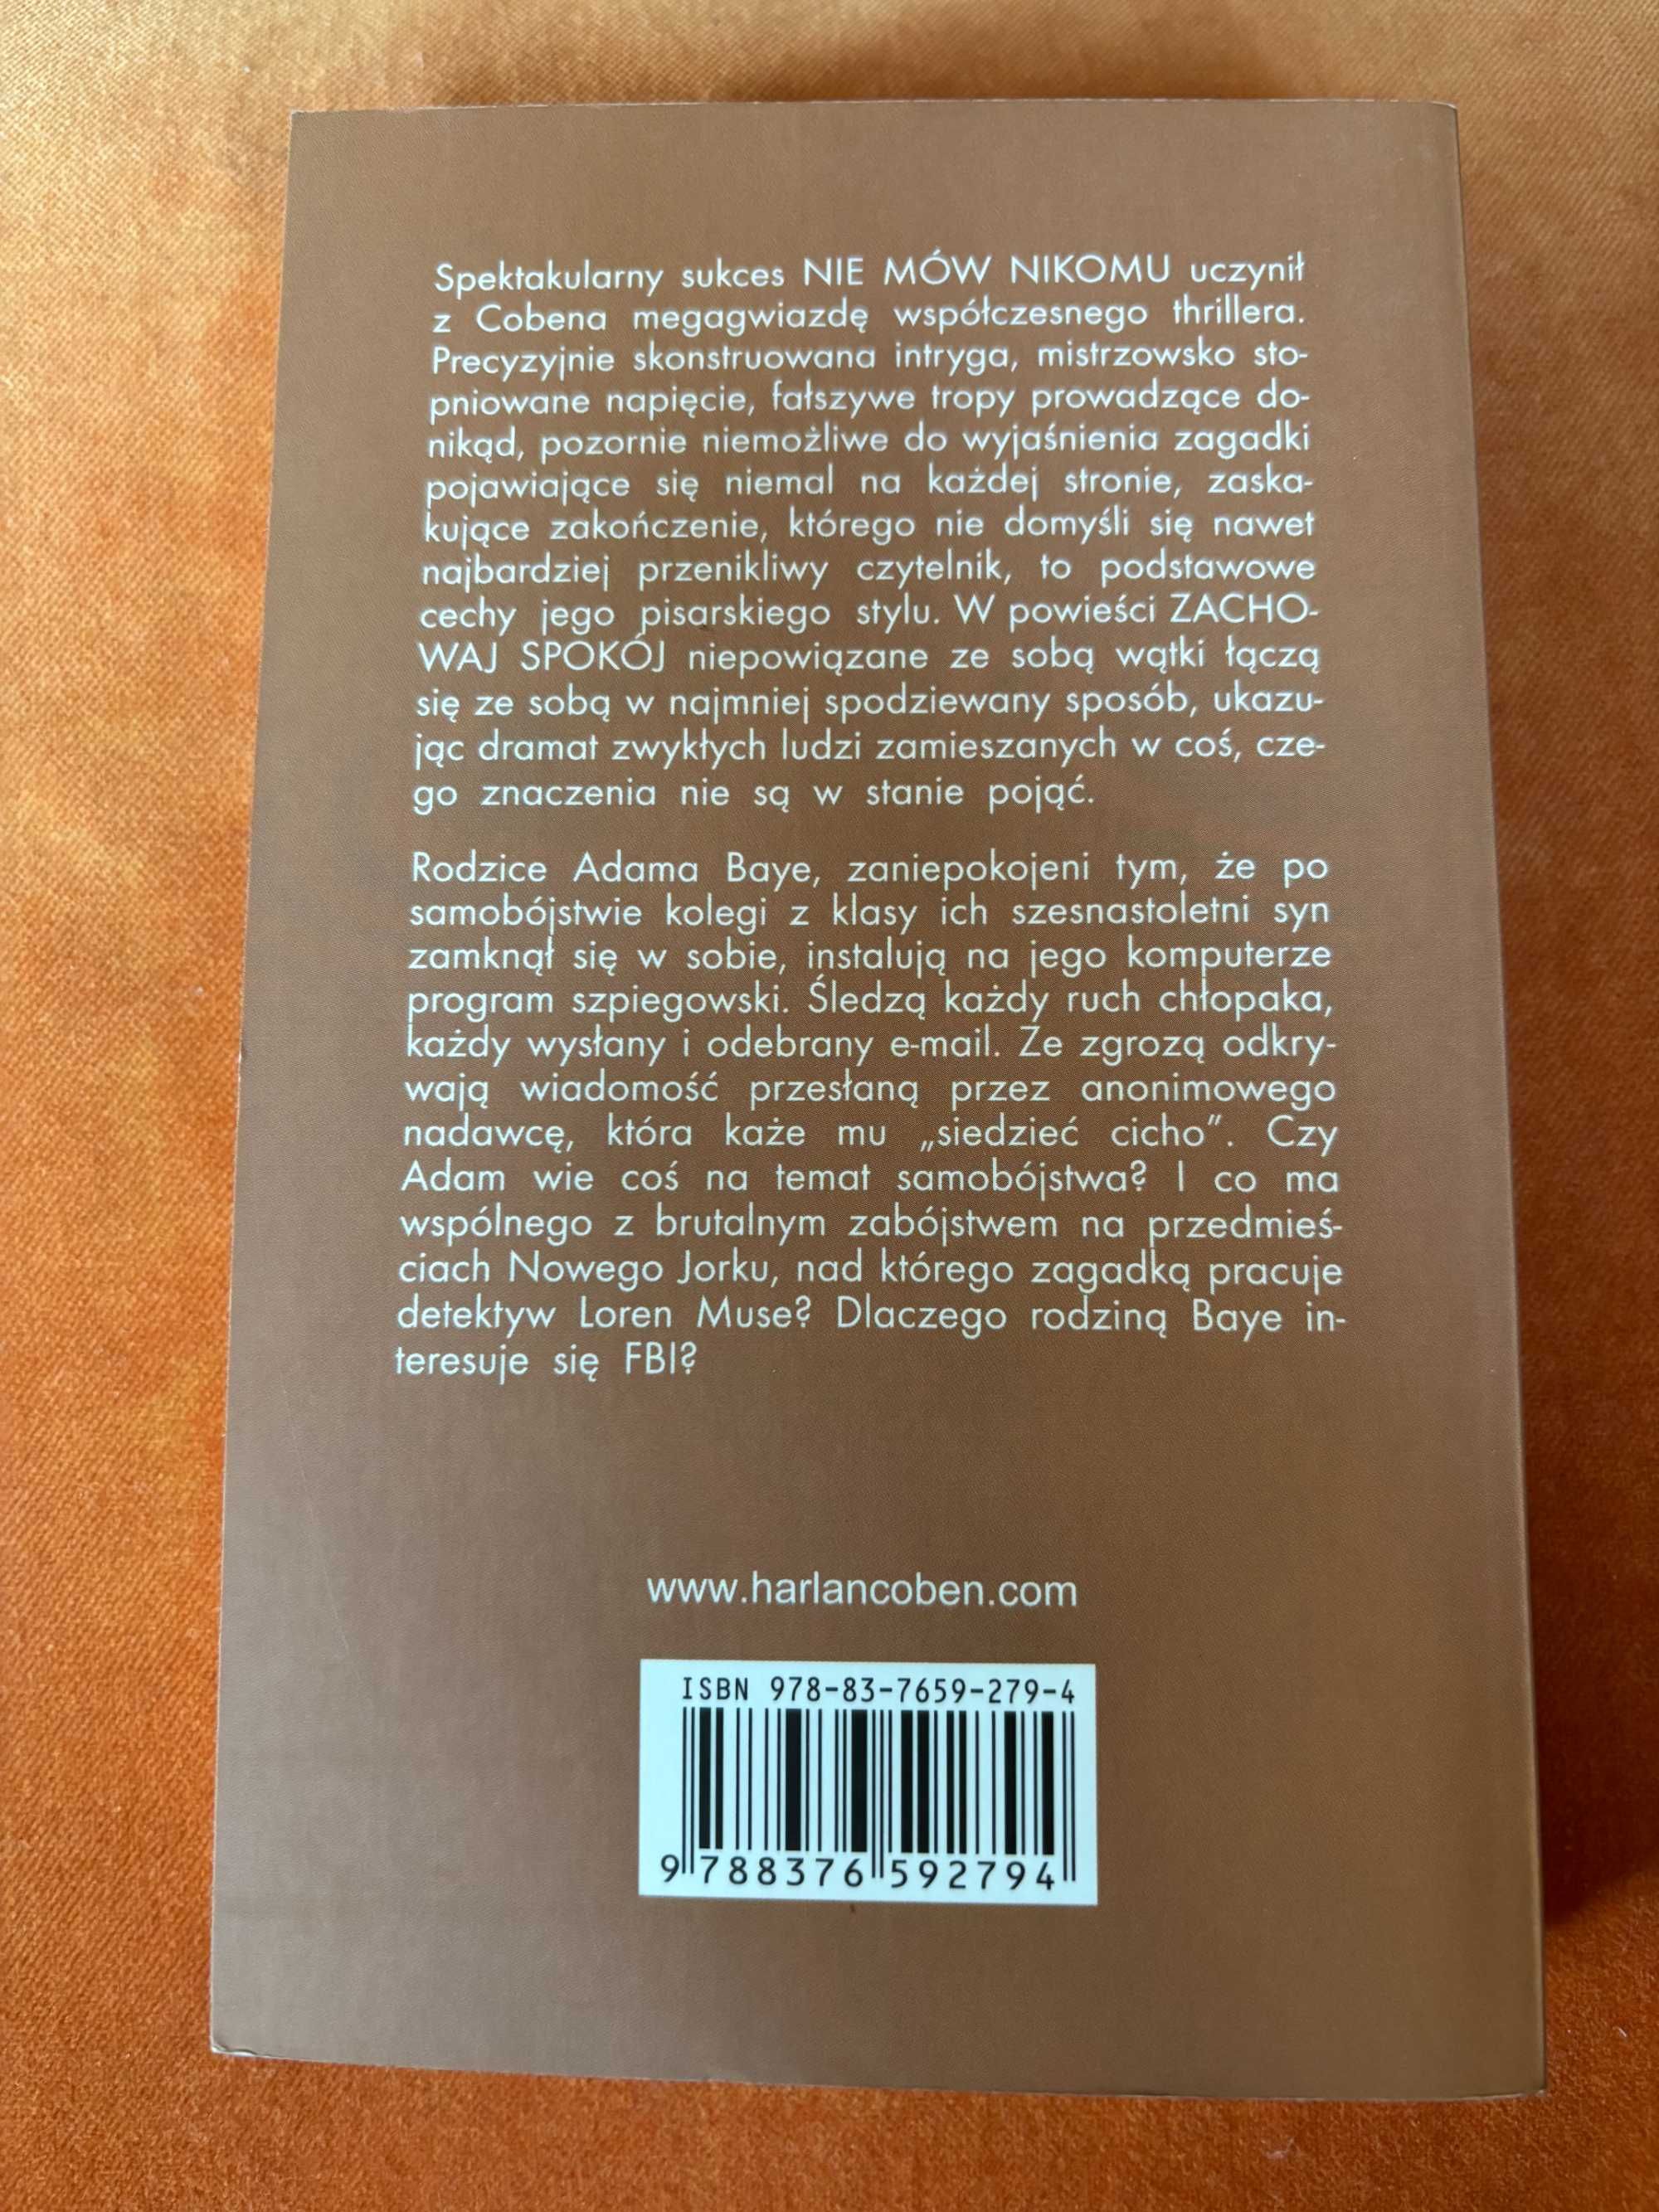 Spektakularny sukces NIE MÓW NIKOMU uczynił
z Cobena megagwiazdę współczesnego thrillera.
Precyzyjnie skonstruowana intryga, mistrzowsko sto-
pniowane napięcie, fałszywe tropy prowadzące do-
nikąd, pozornie niemożliwe do wyjaśnienia zagadki
pojawiające się niemal na każdej stronie, zaska-
kujące zakończenie, którego nie domyśli się nawet
najbardziej przenikliwy czytelnik, to podstawowe
cechy jego pisarskiego stylu. W powieści ZACHO-
WAJ SPOKÓJ niepowiązane ze sobą wątki łączą
się ze sobą w najmniej spodziewany sposób, ukazu-
jąc dramat zwykłych ludzi zamieszanych w coś, cze-
go znaczenia nie są w stanie pojąć.
Rodzice Adama Baye, zaniepokojeni tym, że po
samobójstwie kolegi z klasy ich szesnastoletni syn
zamknął się w sobie, instalują na jego komputerze
program szpiegowski. Śledzą każdy ruch chłopaka,
każdy wysłany i odebrany e-mail. Ze zgrozą odkry-
wają wiadomość przesłaną przez anonimowego
nadawcę, która każe mu „siedzieć cicho”. Czy
Adam wie coś na temat samobójstwa? I co ma
wspólnego z brutalnym zabójstwem na przedmieś-
ciach Nowego Jorku, nad którego zagadką pracuje
detektyw Loren Muse? Dlaczego rodziną Baye in-
teresuje się FBI?
www.harlancoben.com
ISBN 978-83-7659-279-4
9 788376 592794